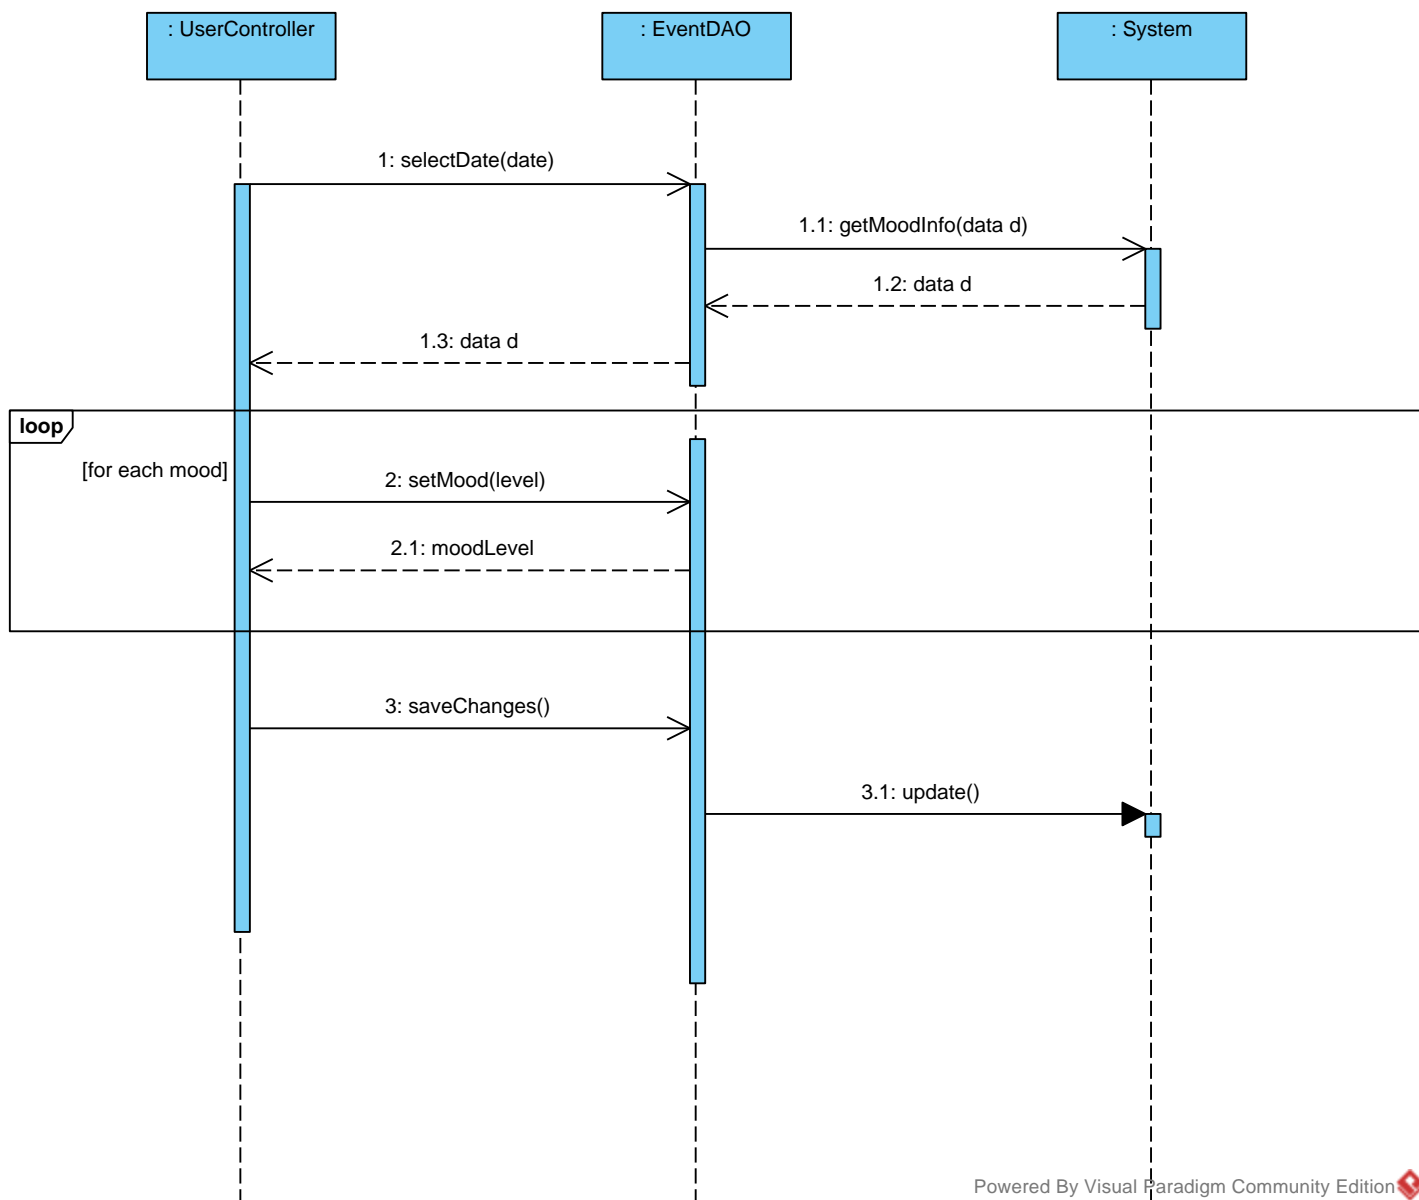 : UserController
: EventDAO
: System
1: selectDate(date)
1.1: getMoodInfo(data d)
1.2: data d
1.3: data d
loop
[for each mood]
2: setMood(level)
2.1: moodLevel
3: saveChanges()
3.1: update()
Powered By Visual Paradigm Community Edition